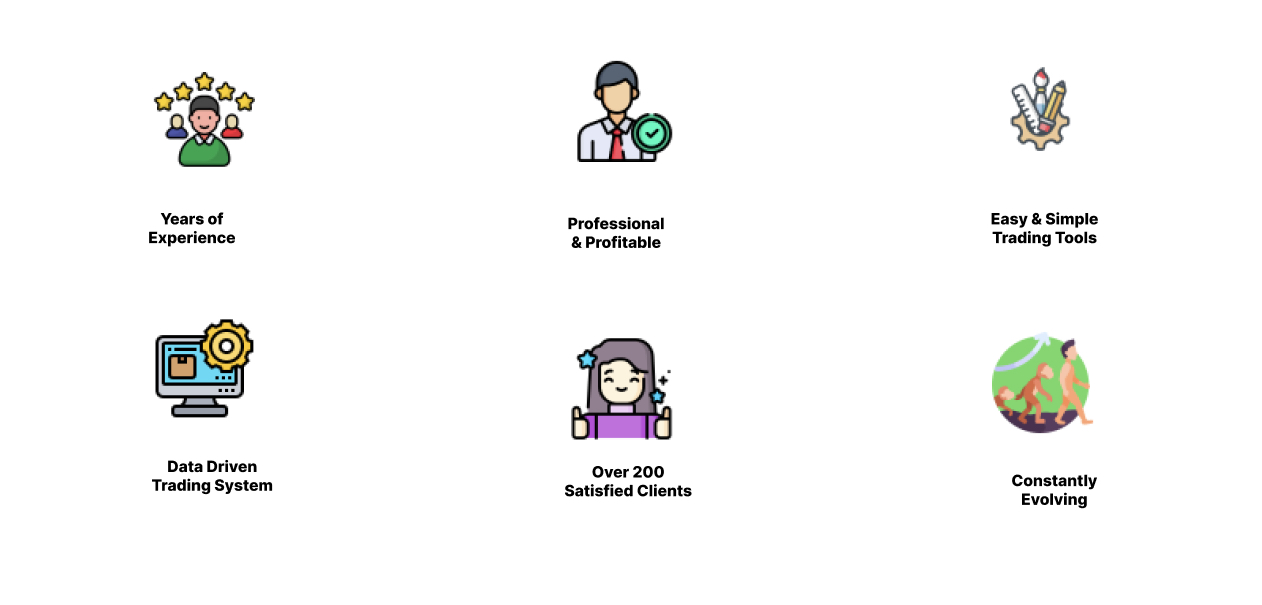 Years of
Experience
Professional
& Profitable
Easy & Simple
Trading Tools
Data Driven
Trading System
Over 200
Satisfied Clients
Constantly
Evolving